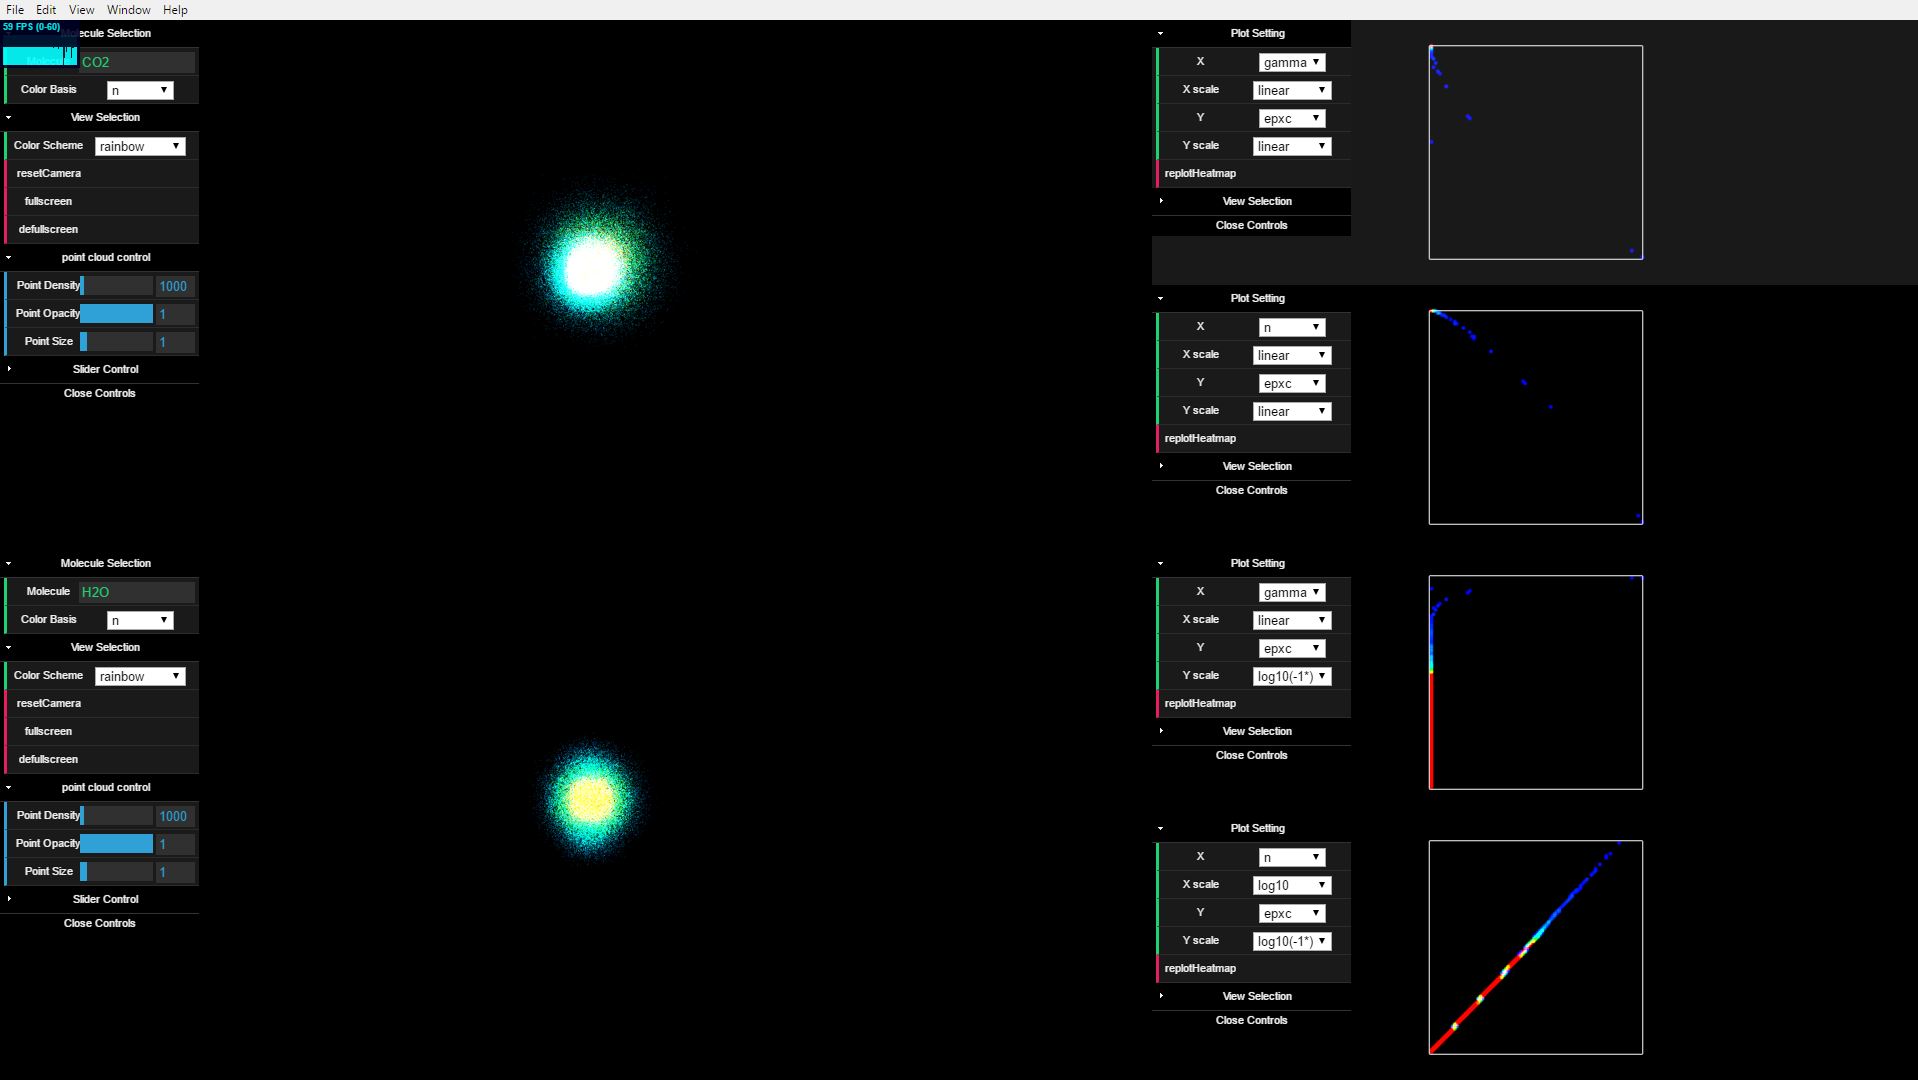 File Edit View Window Help
59 FPS (0-60)
ecule Selection
Molecule CO2
Color Basis n
View Selection
Color Scheme rainbow
resetCamera
fullscreen
defullscreen
point cloud control
Point Density 1000
Point Opacity 1
Point Size 1
Slider Control
Close Controls
Molecule Selection
Molecule H2O
Color Basis n
View Selection
Color Scheme rainbow
resetCamera
fullscreen
defullscreen
point cloud control
Point Density 1000
Point Opacity 1
Point Size 1
Slider Control
Close Controls
Plot Setting
X gamma
X scale linear
Y epxc
Y scale linear
replotHeatmap
View Selection
Close Controls
Plot Setting
X n
X scale linear
Y epxc
Y scale linear
replotHeatmap
View Selection
Close Controls
Plot Setting
X gamma
X scale linear
Y epxc
Y scale log10(-1*)
replotHeatmap
View Selection
Close Controls
Plot Setting
X n
X scale log10
Y epxc
Y scale log10(-1*)
replotHeatmap
View Selection
Close Controls